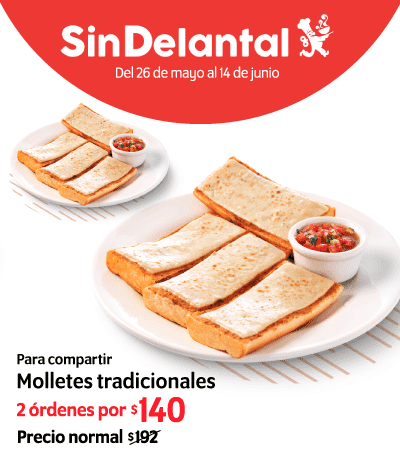 SinDelantal
Del 26 de mayo al 14 de junio
Para compartir
Molletes tradicionales
2 órdenes por $140
Precio normal $192